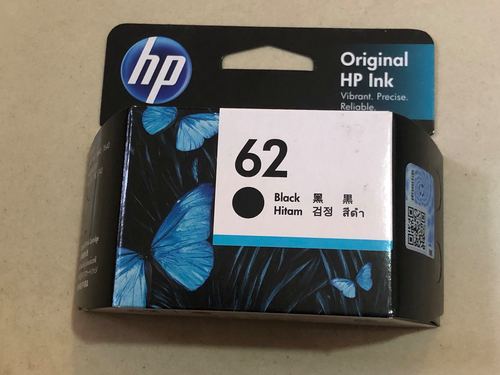 hp
Original
HP Ink
Vibrant. Precise.
Reliable.
62
Black 黑 黒
Hitam 검정 สีดำ